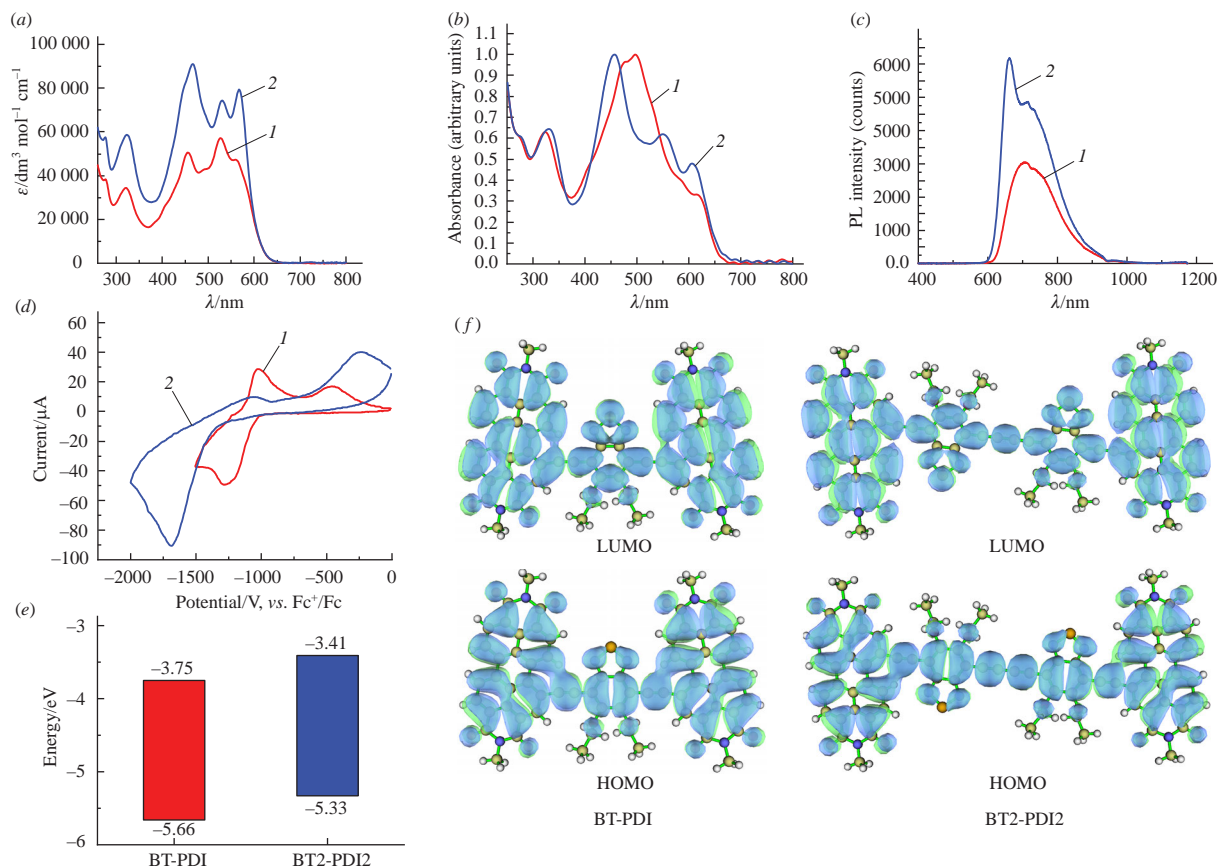 (a)
100 000
80 000
60 000
40 000
20 000
0
ε/dm³ mol⁻¹ cm⁻¹
2
1
300 400 500 600 700 800
λ/nm
(b)
1.1
1.0
0.9
0.8
0.7
0.6
0.5
0.4
0.3
0.2
0.1
0.0
Absorbance (arbitrary units)
1
2
300 400 500 600 700 800
λ/nm
(c)
6000
5000
4000
3000
2000
1000
0
PL intensity (counts)
2
1
400 600 800 1000 1200
λ/nm
(d)
60
40
20
0
–20
–40
–60
–80
–100
Current/μA
1
2
–2000 –1500 –1000 –500 0
Potential/V, vs. Fc⁺/Fc
(e)
–3
–4
–5
–6
Energy/eV
–3.75
–3.41
–5.66
–5.33
BT-PDI BT2-PDI2
(f)
LUMO LUMO
HOMO HOMO
BT-PDI BT2-PDI2